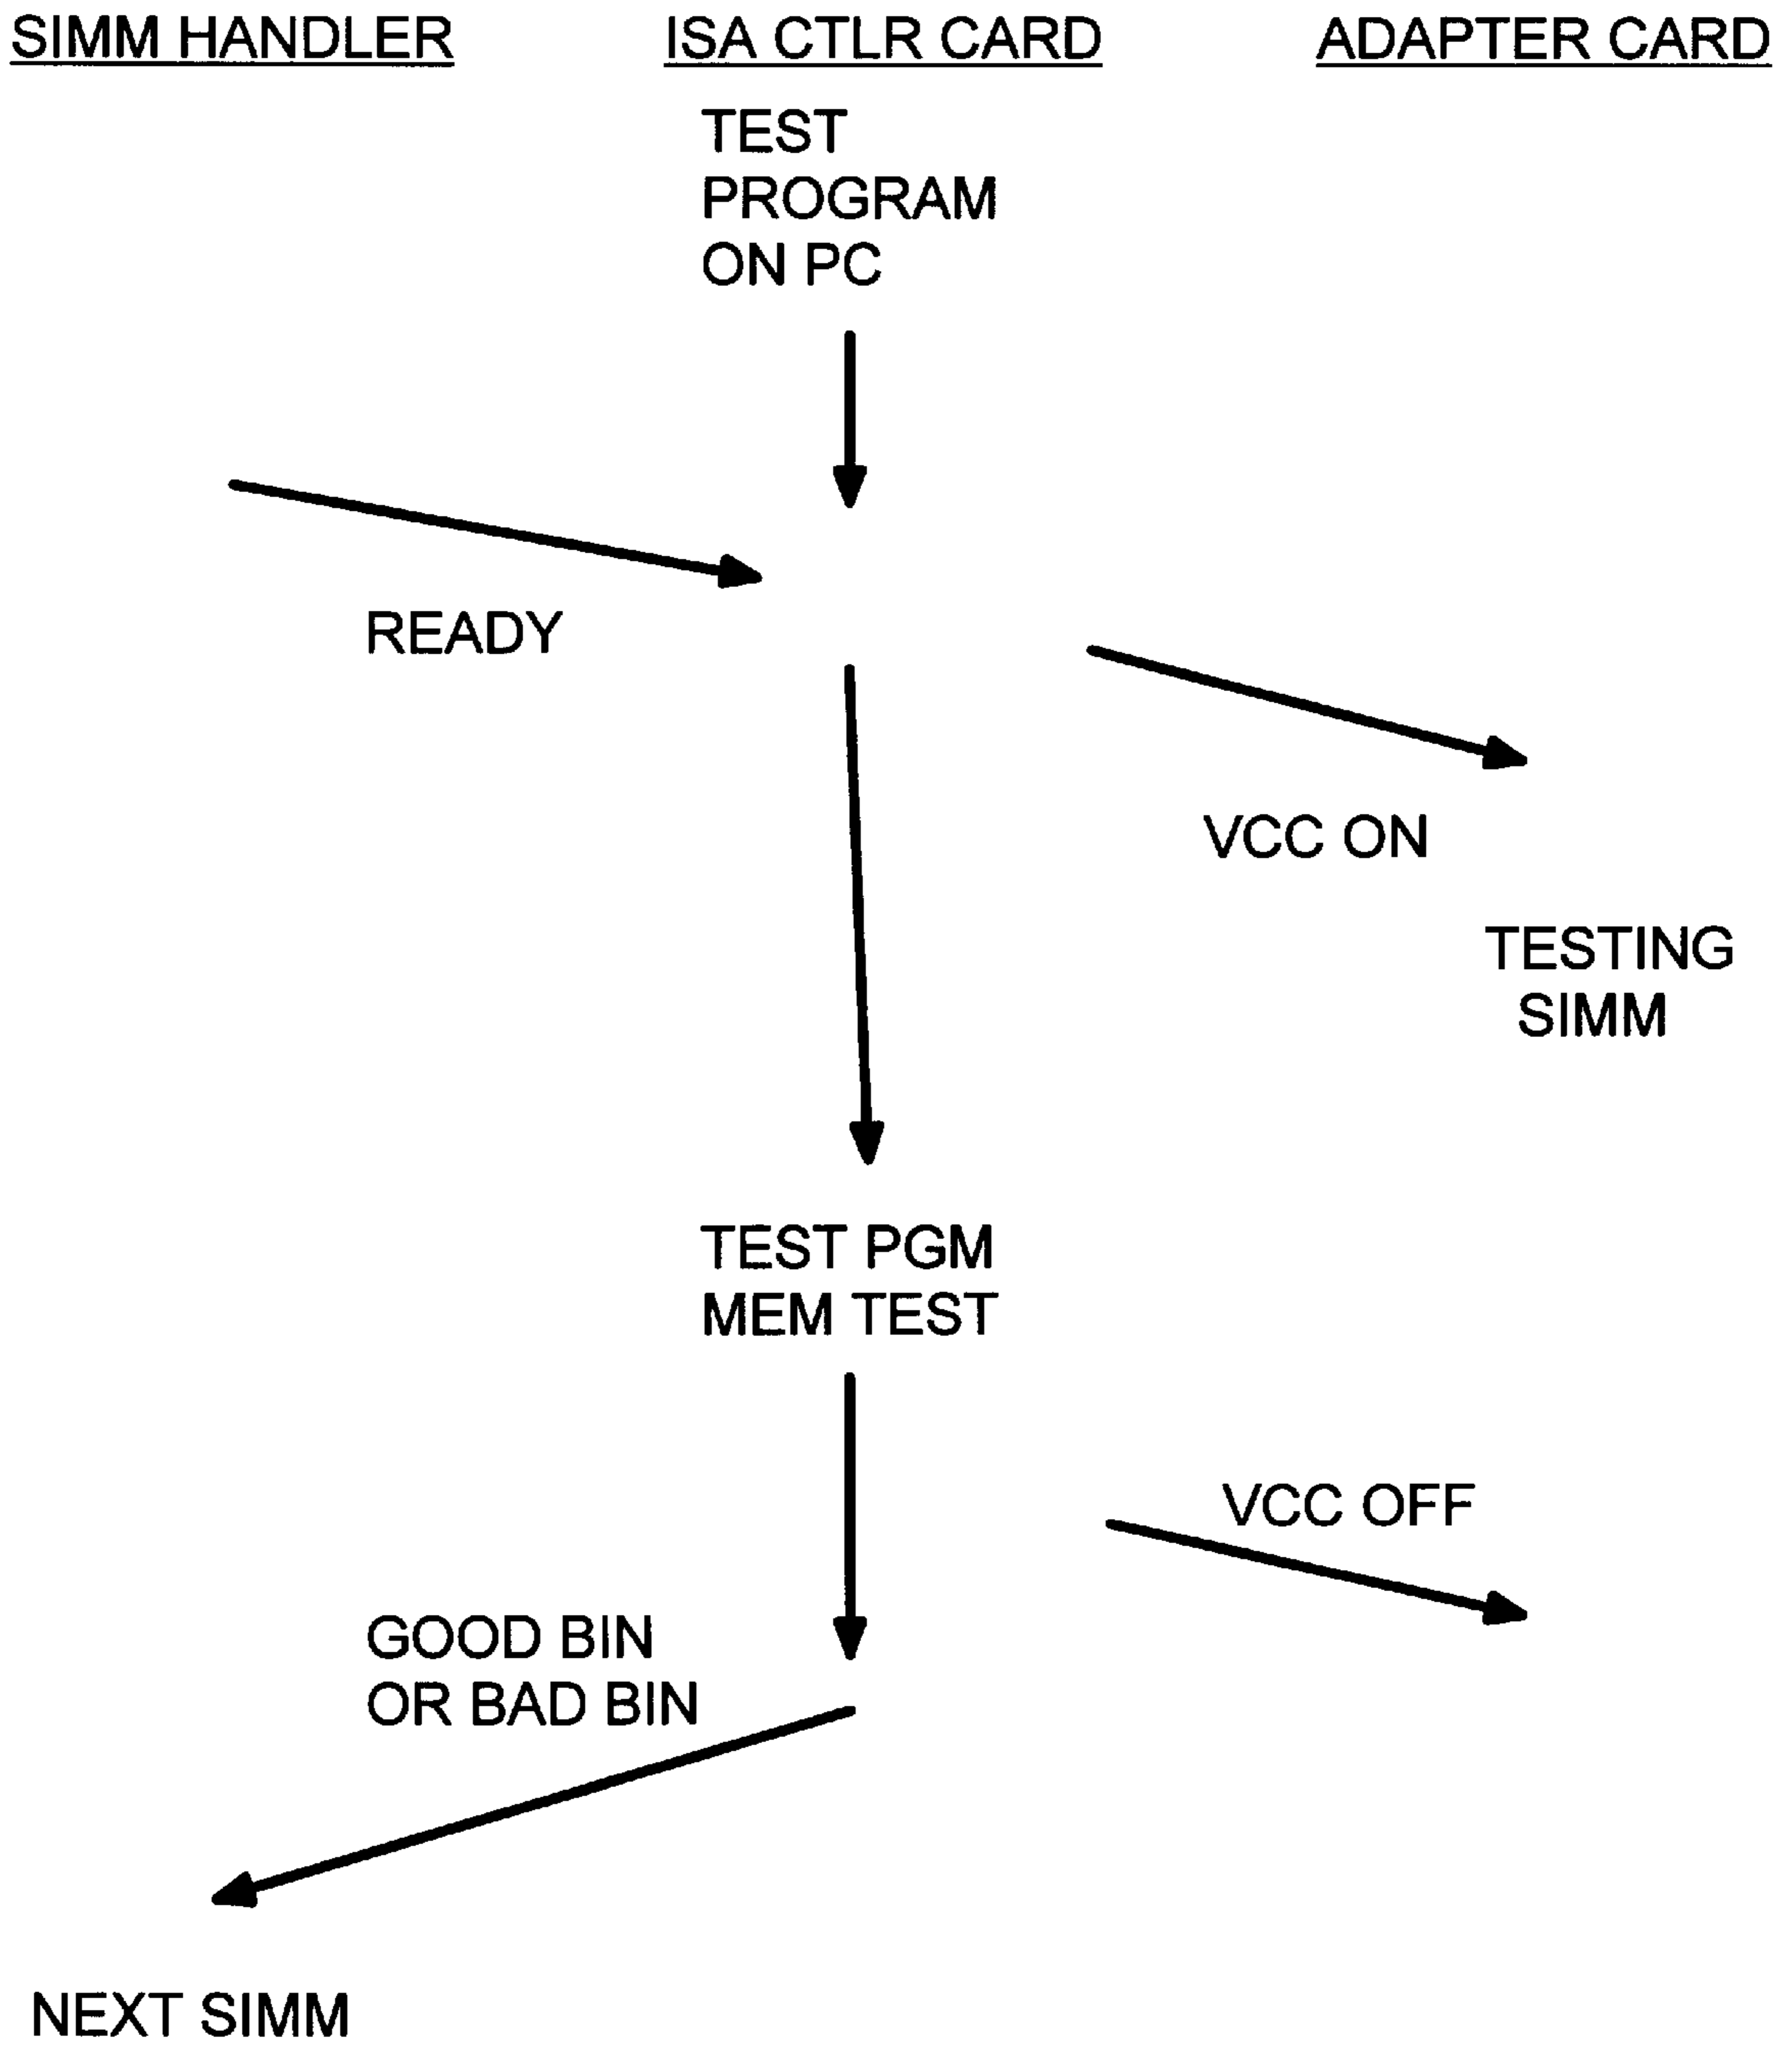 SIMM HANDLER
ISA CTLR CARD
ADAPTER CARD
TEST
PROGRAM
ON PC
READY
VCC ON
TESTING
SIMM
TEST PGM
MEM TEST
VCC OFF
GOOD BIN
OR BAD BIN
NEXT SIMM